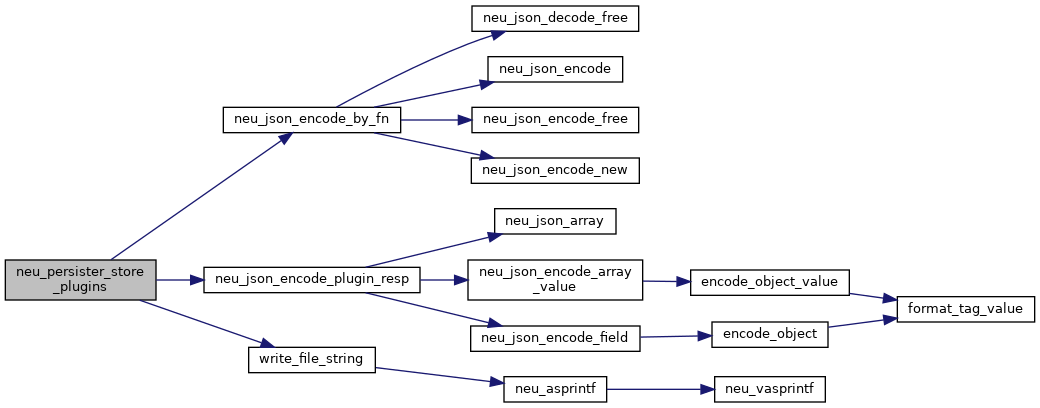 neu_json_decode_free
neu_json_encode
neu_json_encode_by_fn
neu_json_encode_free
neu_json_encode_new
neu_json_array
neu_persister_store
_plugins
neu_json_encode_plugin_resp
neu_json_encode_array
_value
encode_object_value
format_tag_value
neu_json_encode_field
encode_object
write_file_string
neu_asprintf
neu_vasprintf